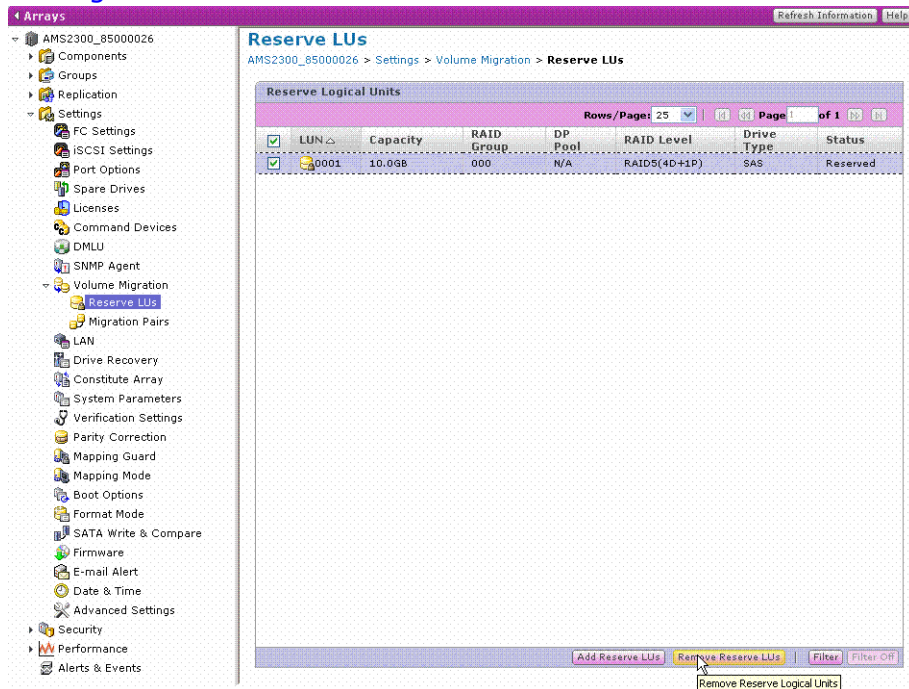 Arrays
Refresh Information Help
AMS2300_85000026
Components
Groups
Replication
Settings
FC Settings
iSCSI Settings
Port Options
Spare Drives
Licenses
Command Devices
DMLU
SNMP Agent
Volume Migration
Reserve LUs
Migration Pairs
LAN
Drive Recovery
Constitute Array
System Parameters
Verification Settings
Parity Correction
Mapping Guard
Mapping Mode
Boot Options
Format Mode
SATA Write & Compare
Firmware
E-mail Alert
Date & Time
Advanced Settings
Security
Performance
Alerts & Events
Reserve LUs
AMS2300_85000026 > Settings > Volume Migration > Reserve LUs
Reserve Logical Units
Rows/Page: 25 Page 1 of 1
LUN Capacity RAID Group DP Pool RAID Level Drive Type Status
0001 10.0GB 000 N/A RAID5(4D+1P) SAS Reserved
Add Reserve LUs Remove Reserve LUs Filter Filter Off
Remove Reserve Logical Units